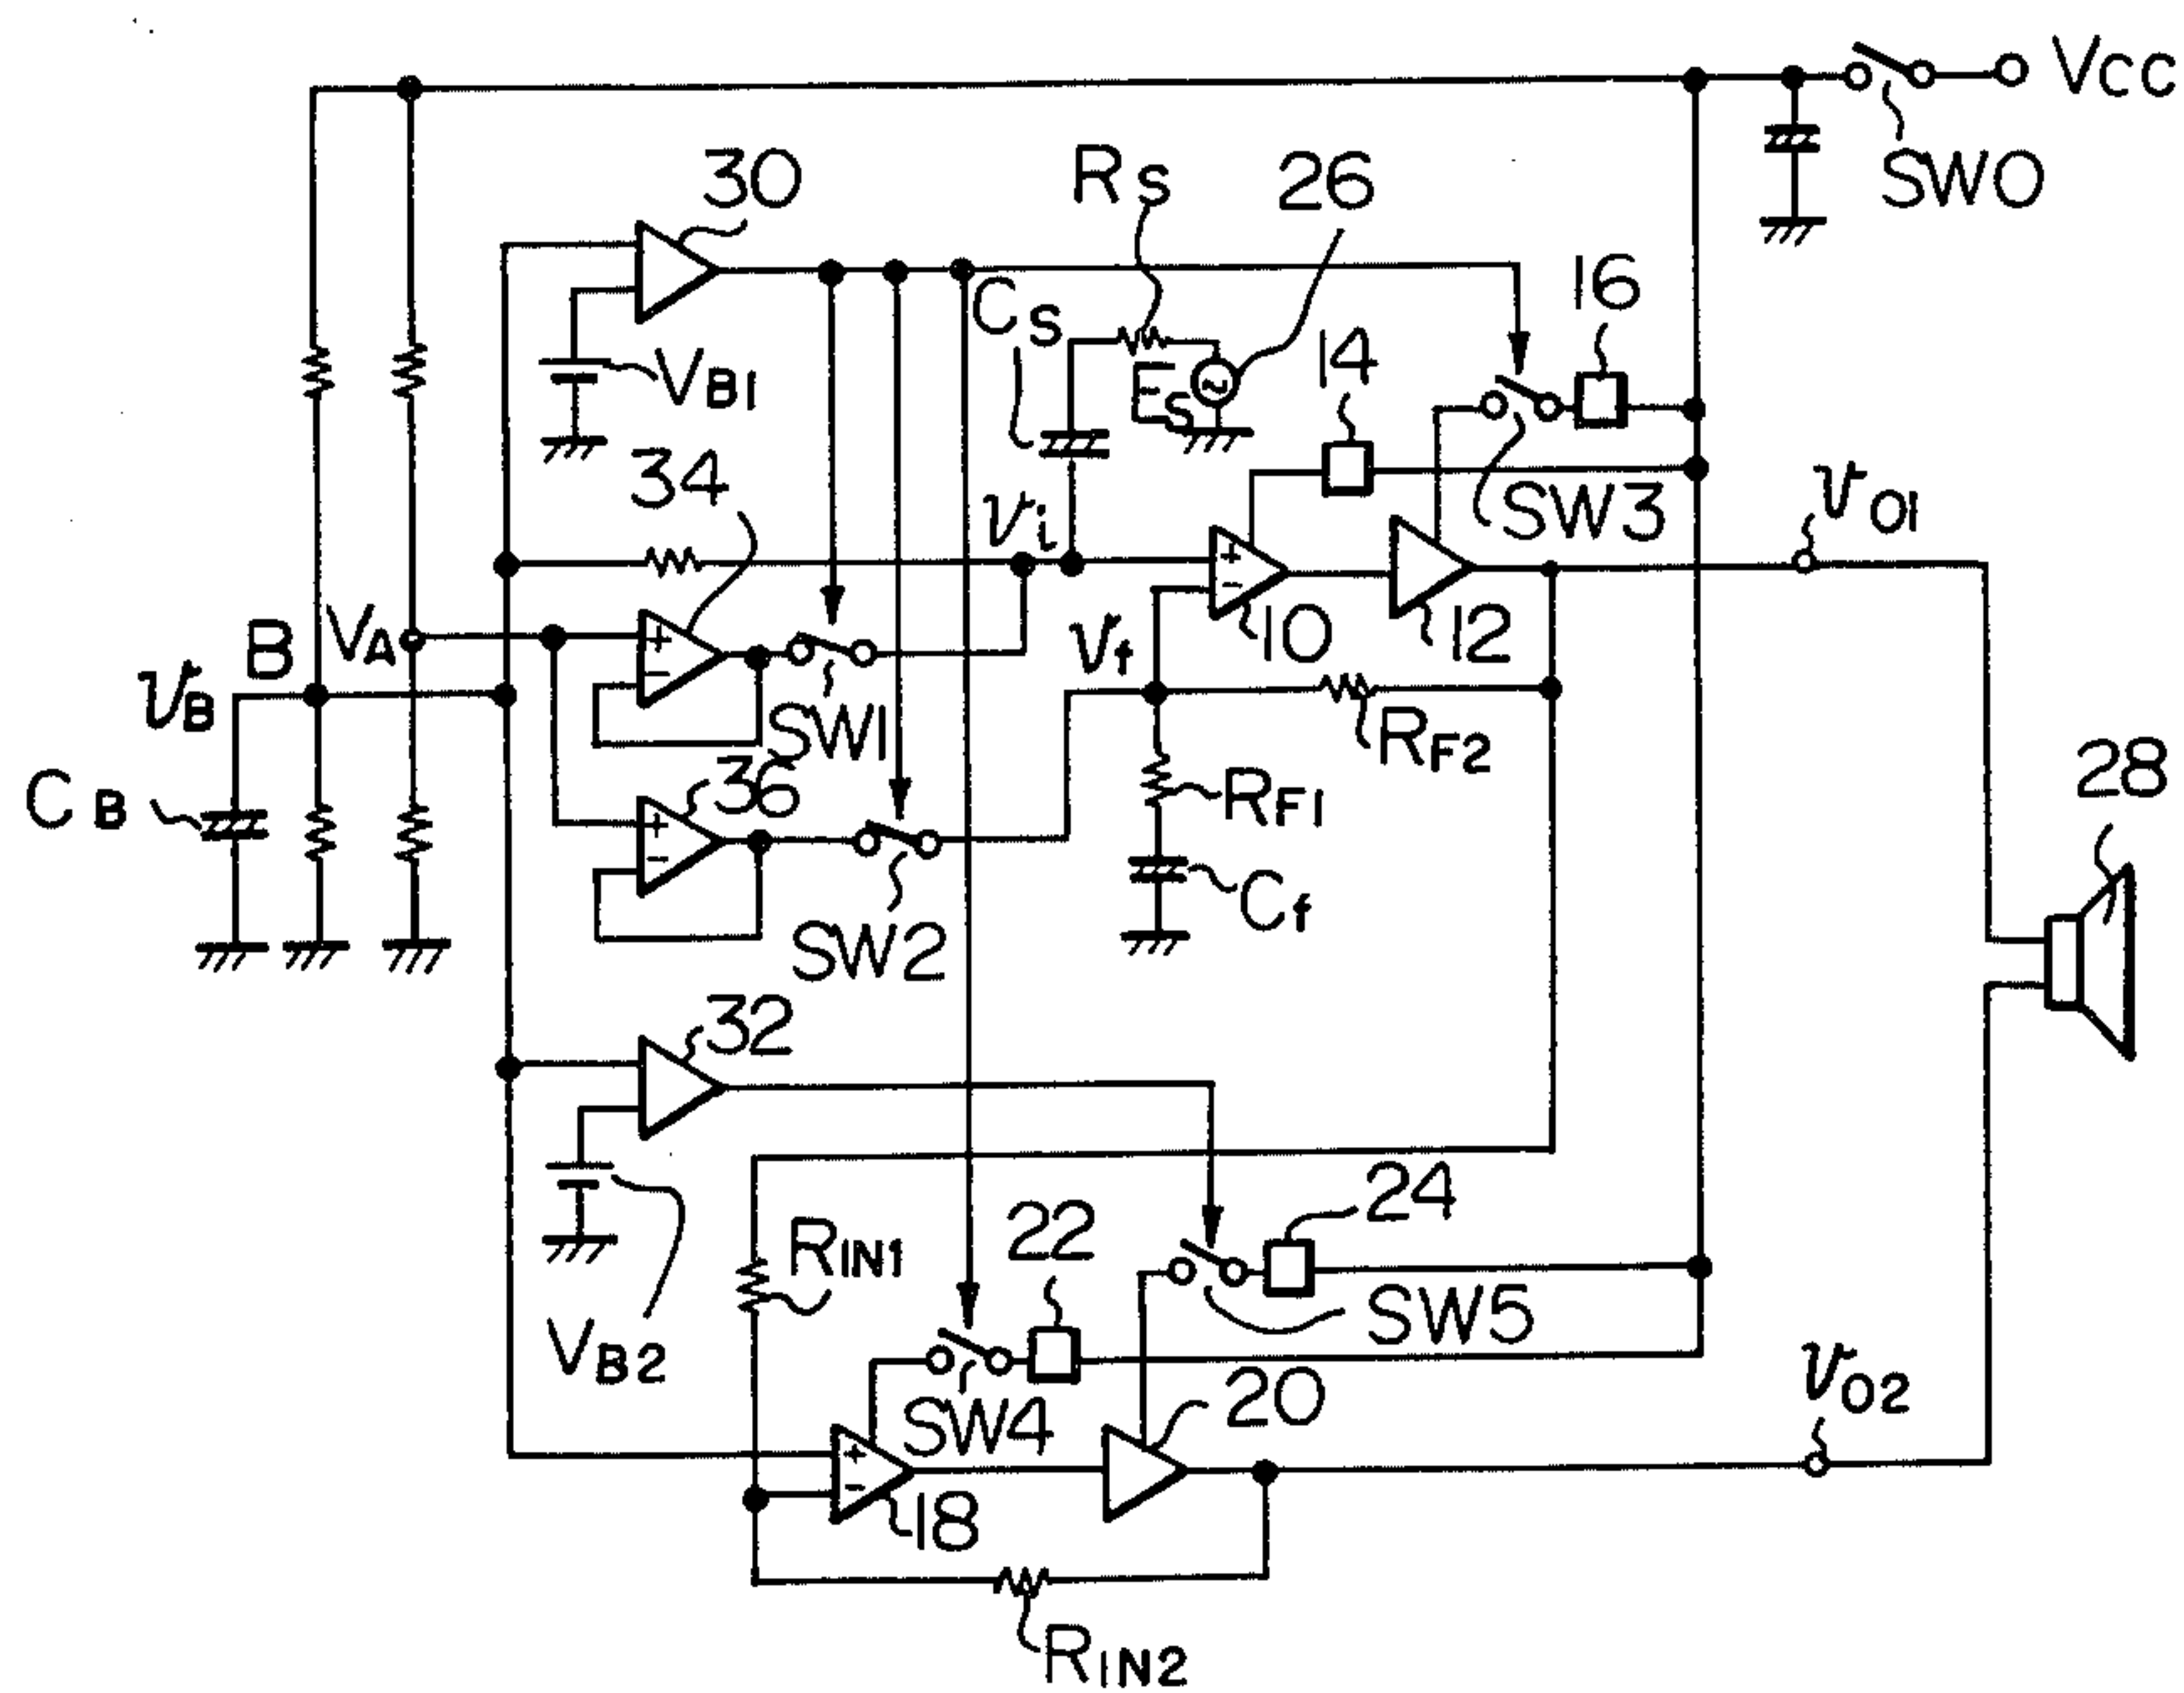 VCC
SW0
30
RS
26
16
CS
14
ES
VB1
34
SW3
vO1
Vi
10
12
B
VA
Vf
vB
SW1
RF2
CB
36
RF1
28
Cf
SW2
32
24
22
RIN1
SW5
VB2
vO2
SW4
20
18
RIN2
+
-
+
-
+
-
+
-